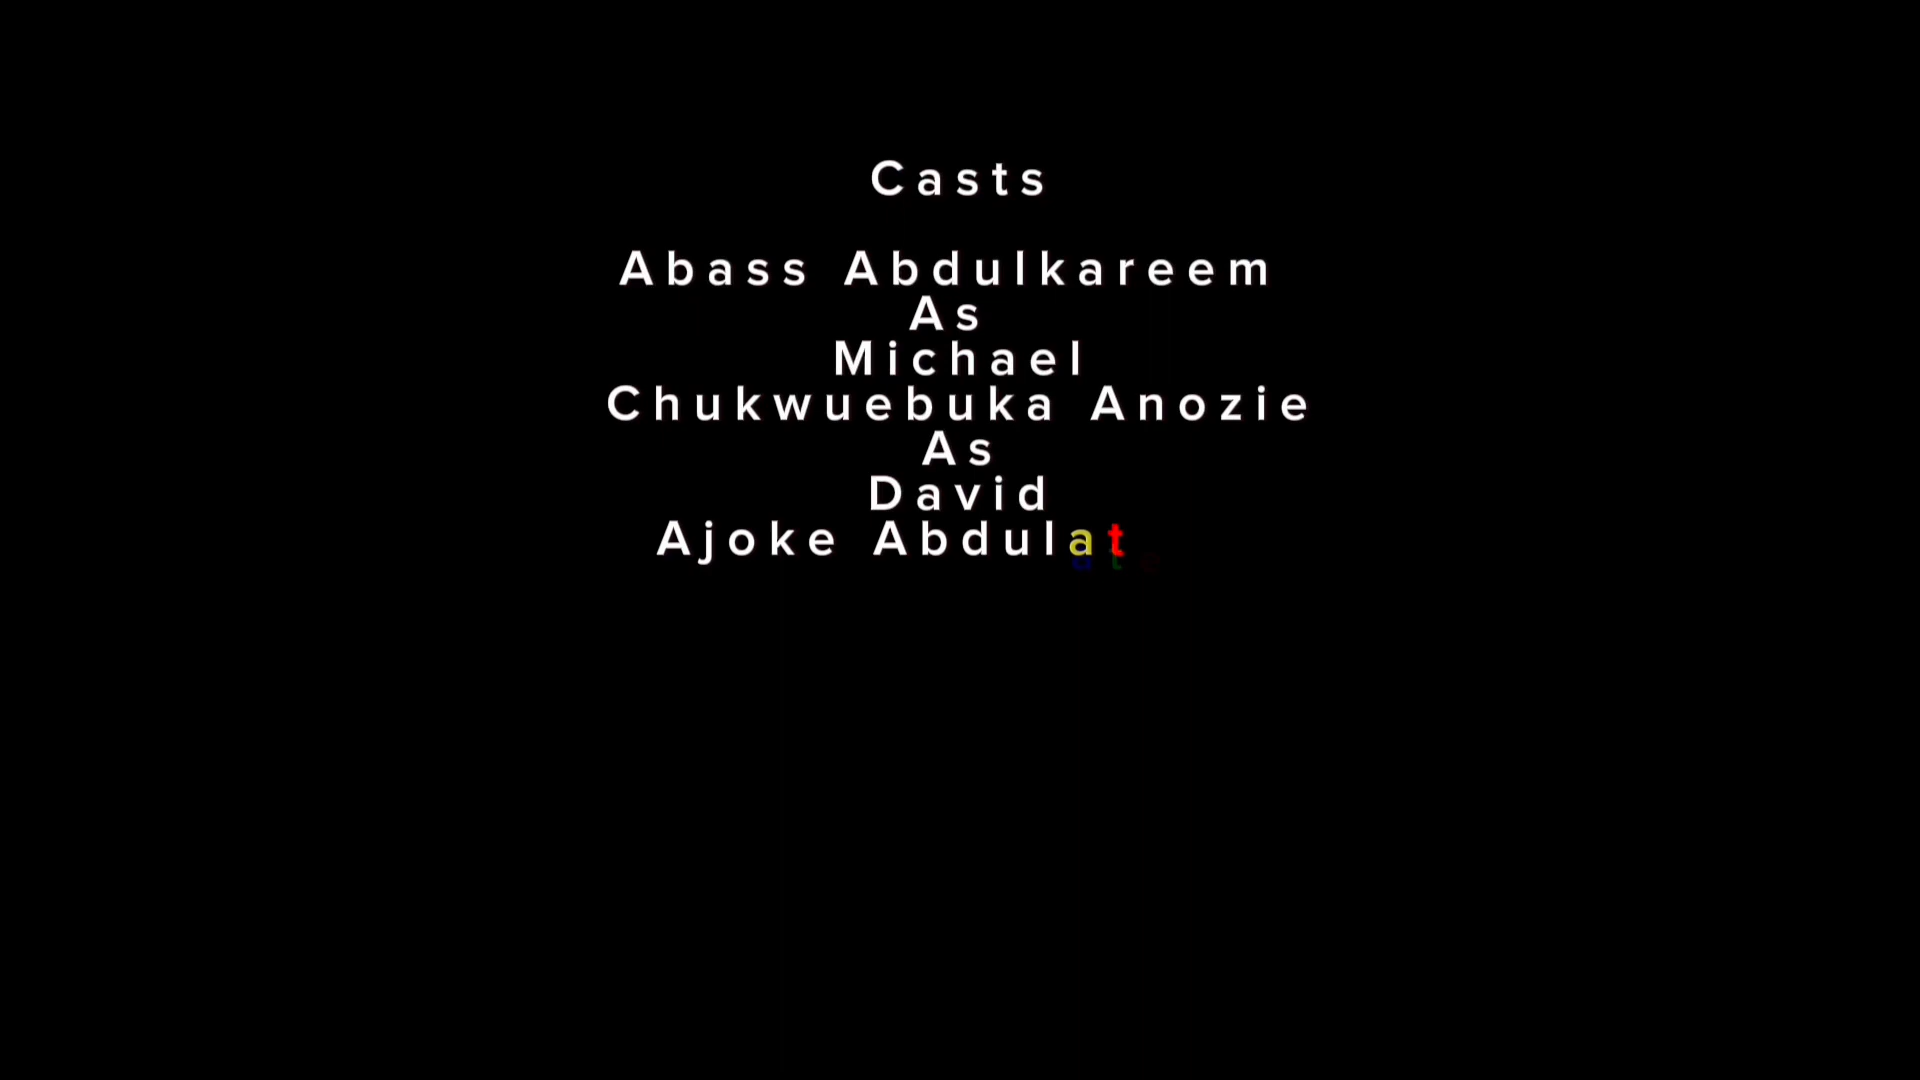 Casts
Abass Abdulkareem
As
Michael
Chukwuebuka Anozie
As
David
Ajoke Abdulat